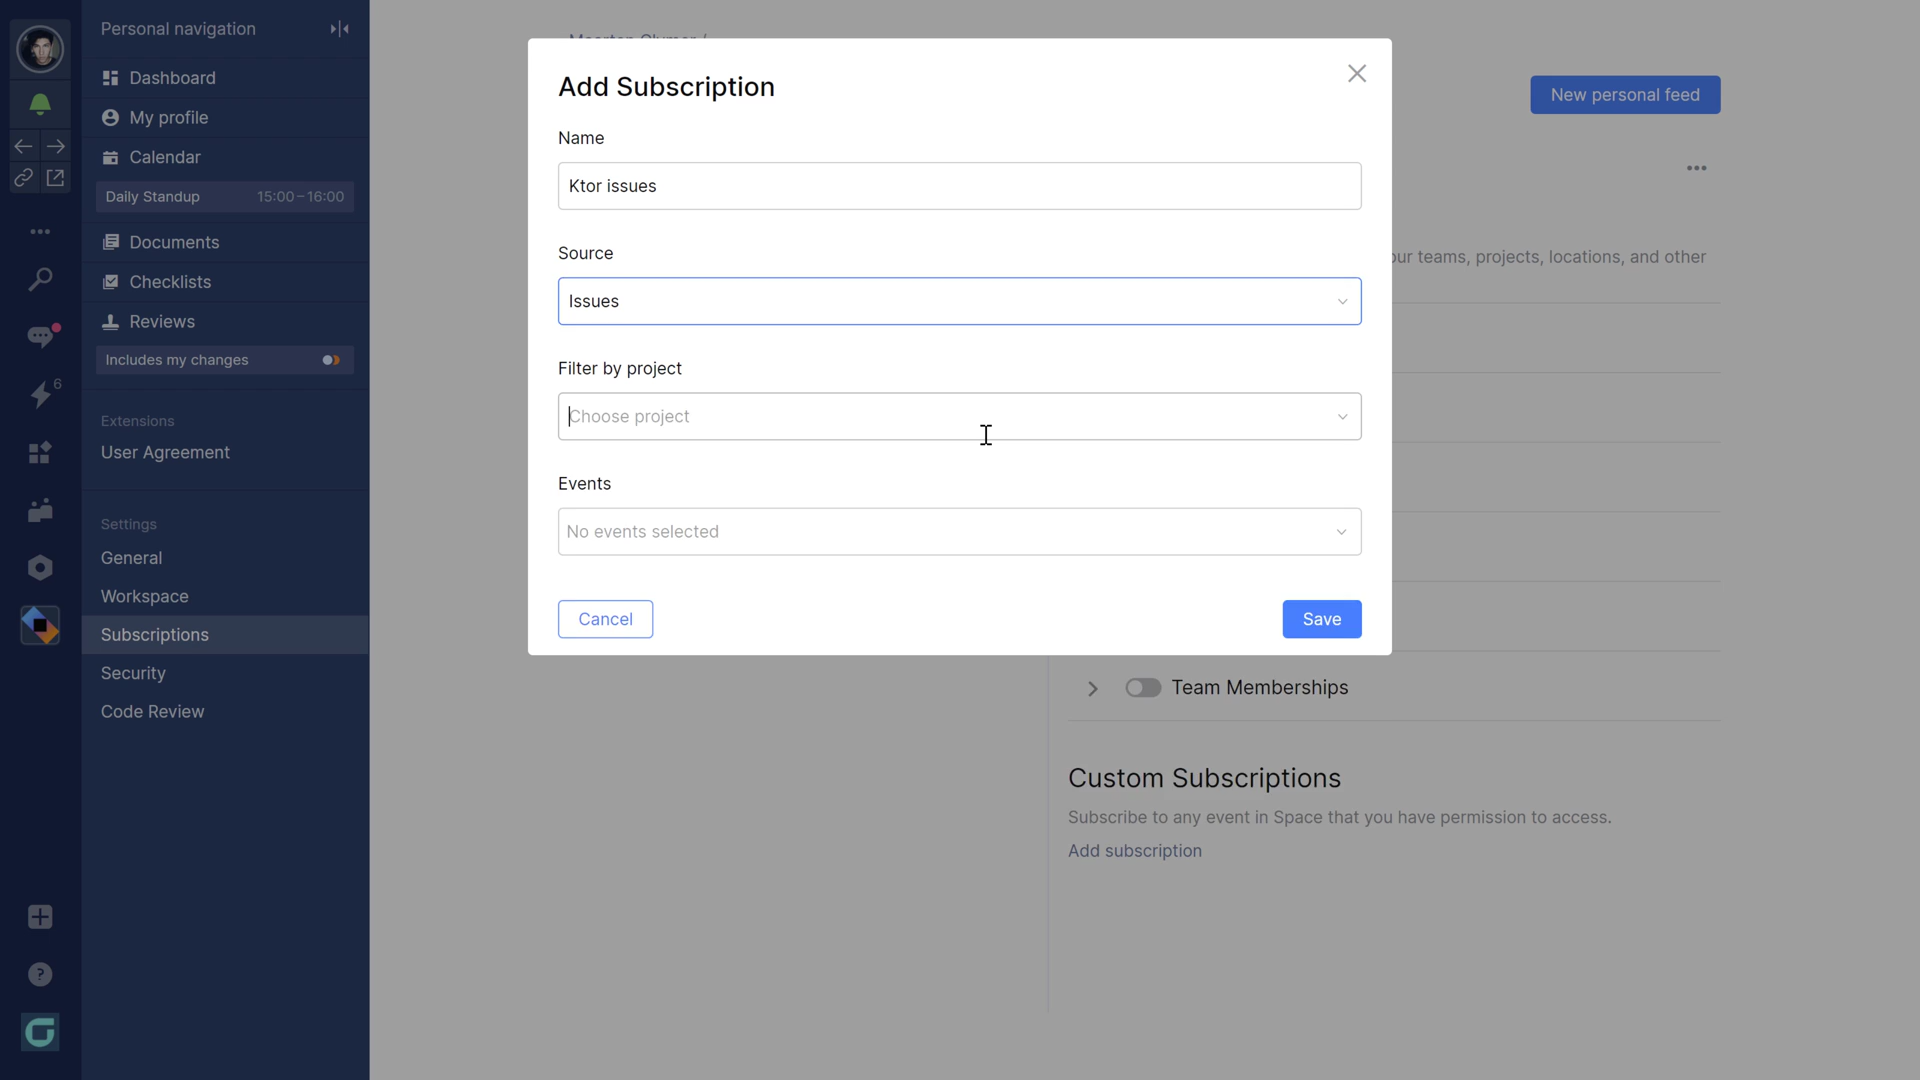 Personal navigation
Dashboard
My profile
Calendar
Daily Standup 15:00–16:00
Documents
Checklists
Reviews
Includes my changes
6
Extensions
User Agreement
Settings
General
Workspace
Subscriptions
Security
Code Review
New personal feed
our teams, projects, locations, and other
Add Subscription
Name
Ktor issues
Source
Issues
Filter by project
Choose project
Events
No events selected
Cancel
Save
Team Memberships
Custom Subscriptions
Subscribe to any event in Space that you have permission to access.
Add subscription